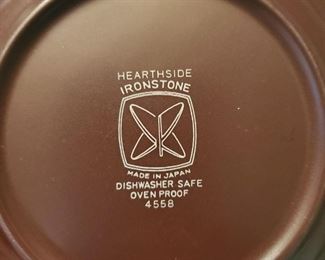 HEARTHSIDE
IRONSTONE
MADE IN JAPAN
DISHWASHER SAFE
OVEN PROOF
4558